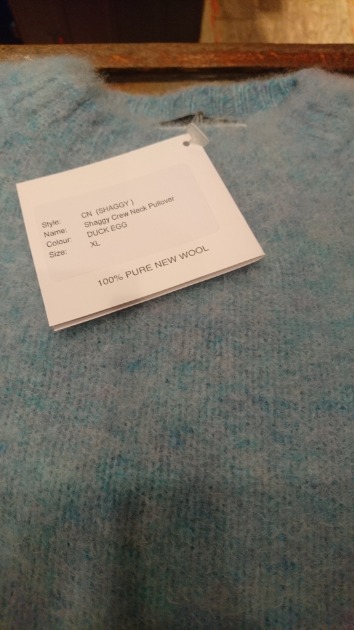 Style: CN (SHAGGY)
Name: Shaggy Crew Neck Pullover
Colour: DUCK EGG
Size: XL
100% PURE NEW WOOL